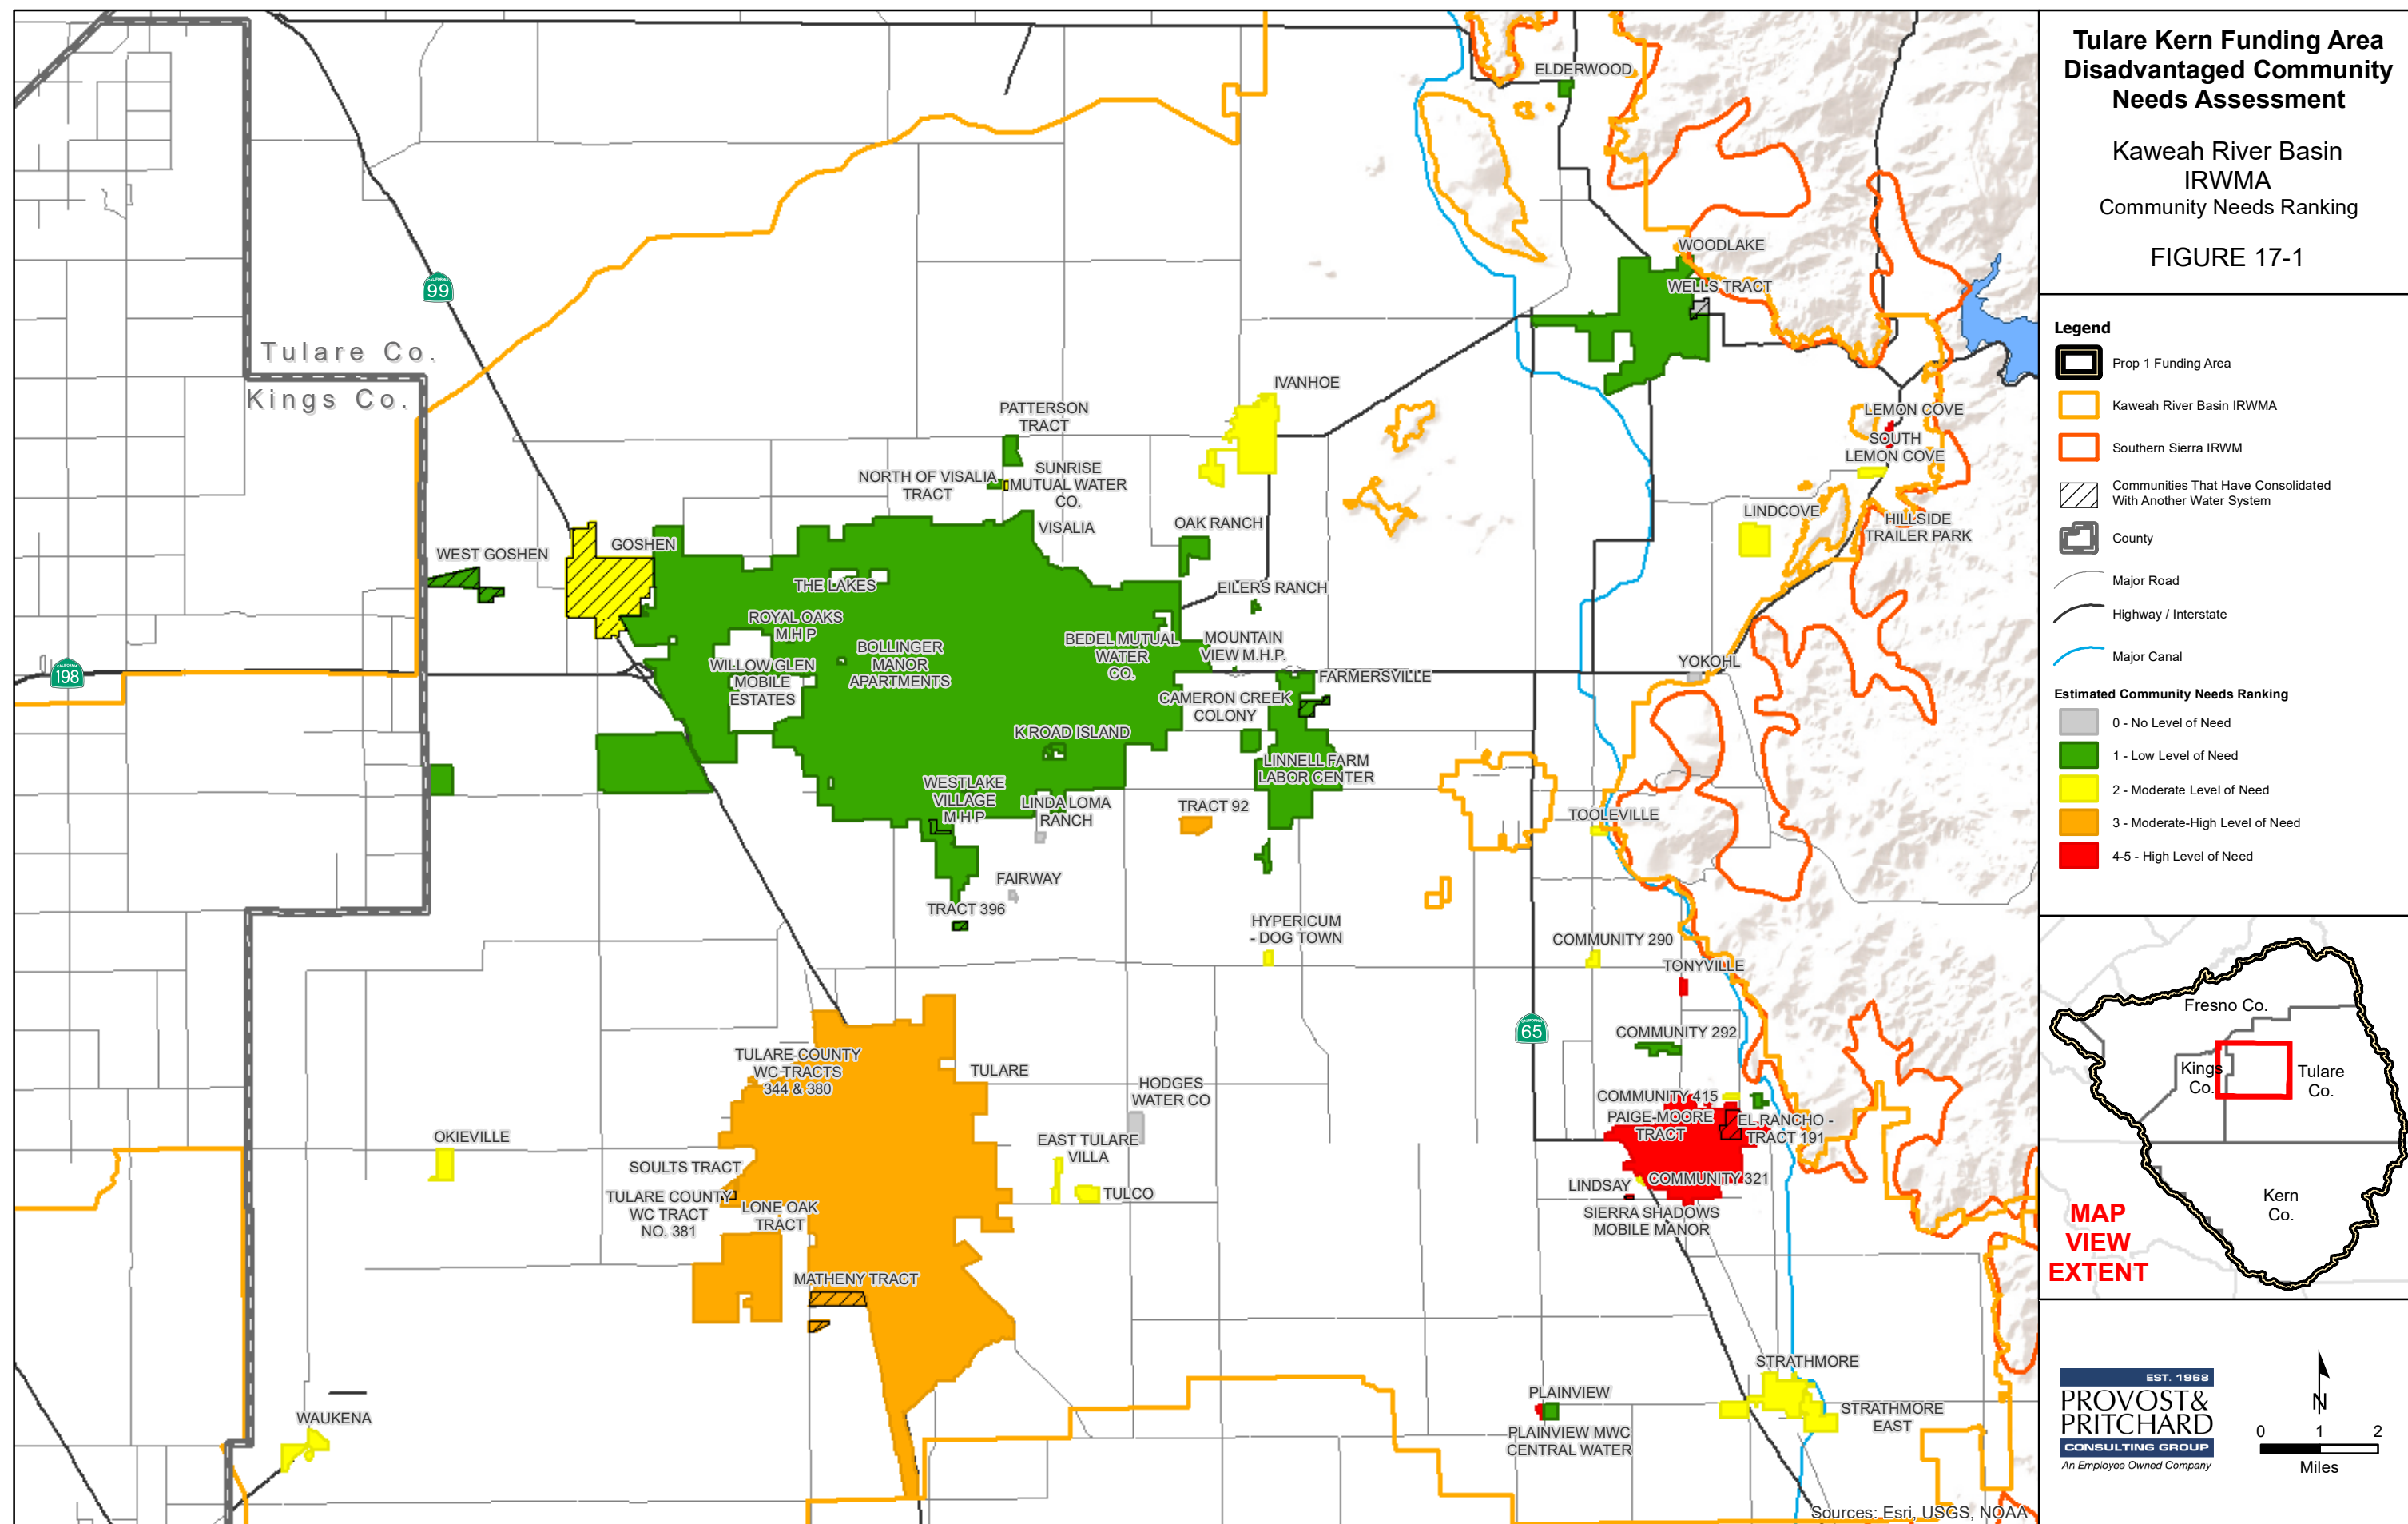 Tulare Kern Funding Area
Disadvantaged Community
Needs Assessment
Kaweah River Basin
IRWMA
Community Needs Ranking
FIGURE 17-1
Legend
Prop 1 Funding Area
Kaweah River Basin IRWMA
Southern Sierra IRWM
Communities That Have Consolidated
With Another Water System
County
Major Road
Highway / Interstate
Major Canal
Estimated Community Needs Ranking
0 - No Level of Need
1 - Low Level of Need
2 - Moderate Level of Need
3 - Moderate-High Level of Need
4-5 - High Level of Need
Fresno Co.
Kings
Co.
Tulare
Co.
Kern
Co.
MAP
VIEW
EXTENT
EST. 1968
PROVOST&
PRITCHARD
CONSULTING GROUP
An Employee Owned Company
N
0 1 2
Miles
ELDERWOOD
WOODLAKE
WELLS TRACT
CALIFORNIA
99
Tulare Co.
Kings Co.
IVANHOE
PATTERSON
TRACT
LEMON COVE
SOUTH
LEMON COVE
NORTH OF VISALIA
TRACT
SUNRISE
MUTUAL WATER
CO.
VISALIA
OAK RANCH
LINDCOVE
HILLSIDE
TRAILER PARK
WEST GOSHEN
GOSHEN
THE LAKES
EILERS RANCH
ROYAL OAKS
M H P
BOLLINGER
MANOR
APARTMENTS
BEDEL MUTUAL
WATER
CO.
MOUNTAIN
VIEW M.H.P.
WILLOW GLEN
MOBILE
ESTATES
YOKOHL
CALIFORNIA
198
FARMERSVILLE
CAMERON CREEK
COLONY
K ROAD ISLAND
LINNELL FARM
LABOR CENTER
WESTLAKE
VILLAGE
M H P
LINDA LOMA
RANCH
TRACT 92
TOOLEVILLE
FAIRWAY
TRACT 396
HYPERICUM
- DOG TOWN
COMMUNITY 290
TONYVILLE
CALIFORNIA
65
COMMUNITY 292
TULARE COUNTY
WC TRACTS
344 & 380
TULARE
HODGES
WATER CO
COMMUNITY 415
PAIGE-MOORE
TRACT
EL RANCHO -
TRACT 191
OKIEVILLE
EAST TULARE
VILLA
SOULTS TRACT
TULARE COUNTY
WC TRACT
NO. 381
LONE OAK
TRACT
TULCO
LINDSAY
COMMUNITY 321
SIERRA SHADOWS
MOBILE MANOR
MATHENY TRACT
STRATHMORE
STRATHMORE
EAST
PLAINVIEW
PLAINVIEW MWC
CENTRAL WATER
WAUKENA
Sources: Esri, USGS, NOAA